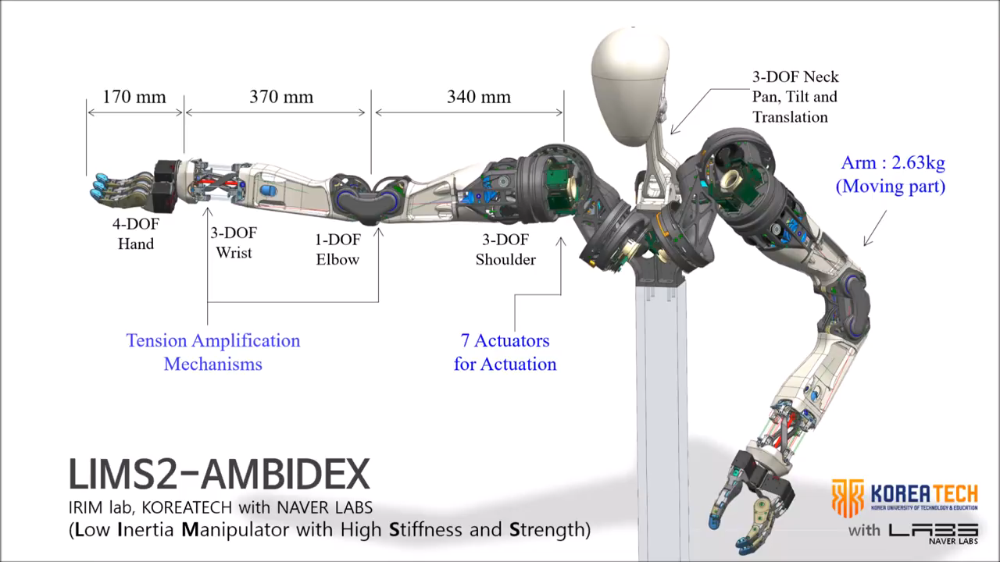 170 mm
370 mm
340 mm
3-DOF Neck
Pan, Tilt and
Translation
Arm : 2.63kg
(Moving part)
4-DOF
Hand
3-DOF
Wrist
1-DOF
Elbow
3-DOF
Shoulder
Tension Amplification
Mechanisms
7 Actuators
for Actuation
LIMS2-AMBIDEX
IRIM lab, KOREATECH with NAVER LABS
(Low Inertia Manipulator with High Stiffness and Strength)
KOREATECH
KOREA UNIVERSITY OF TECHNOLOGY & EDUCATION
with LABS
NAVER LABS